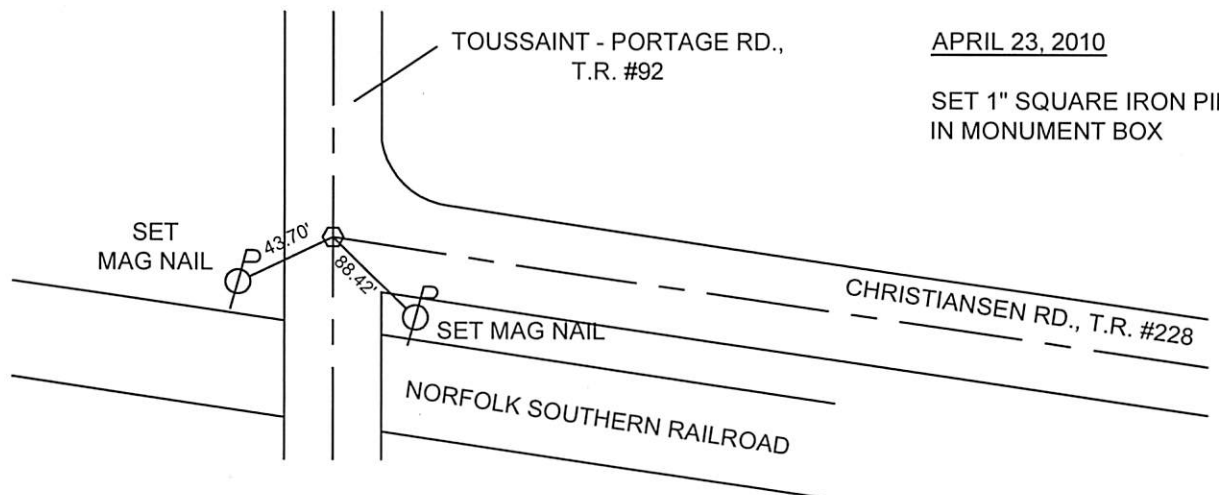 TOUSSAINT - PORTAGE RD.,
T.R. #92
APRIL 23, 2010
SET 1" SQUARE IRON
IN MONUMENT BOX
SET
MAG NAIL
43.70'
88.42'
SET MAG NAIL
CHRISTIANSEN RD., T.R. #228
NORFOLK SOUTHERN RAILROAD